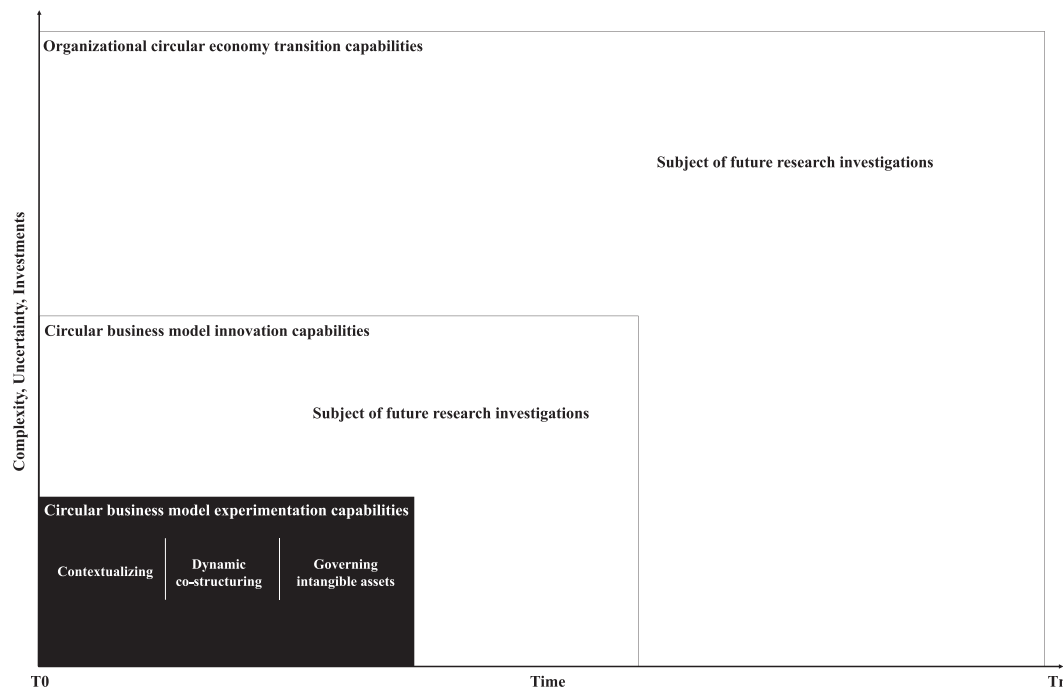 Organizational circular economy transition capabilities
Subject of future research investigations
Complexity, Uncertainty, Investments
Circular business model innovation capabilities
Subject of future research investigations
Circular business model experimentation capabilities
Contextualizing
Dynamic
co-structuring
Governing
intangible assets
T0
Time